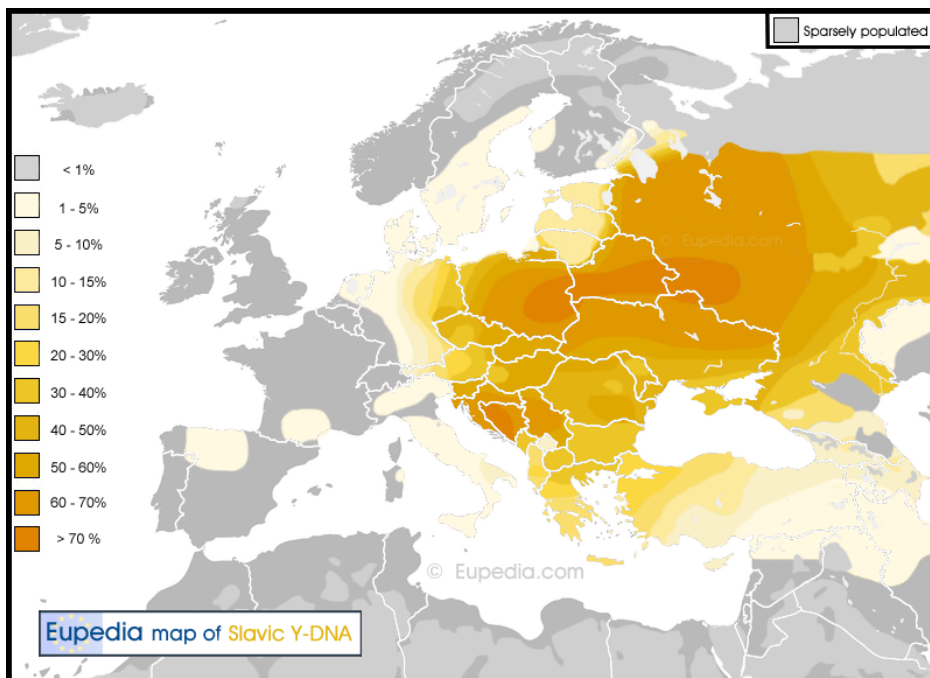 Sparsely populated
< 1%
1 - 5%
5 - 10%
10 - 15%
15 - 20%
20 - 30%
30 - 40%
40 - 50%
50 - 60%
60 - 70%
> 70 %
© Eupedia.com
© Eupedia.com
Eupedia map of Slavic Y-DNA